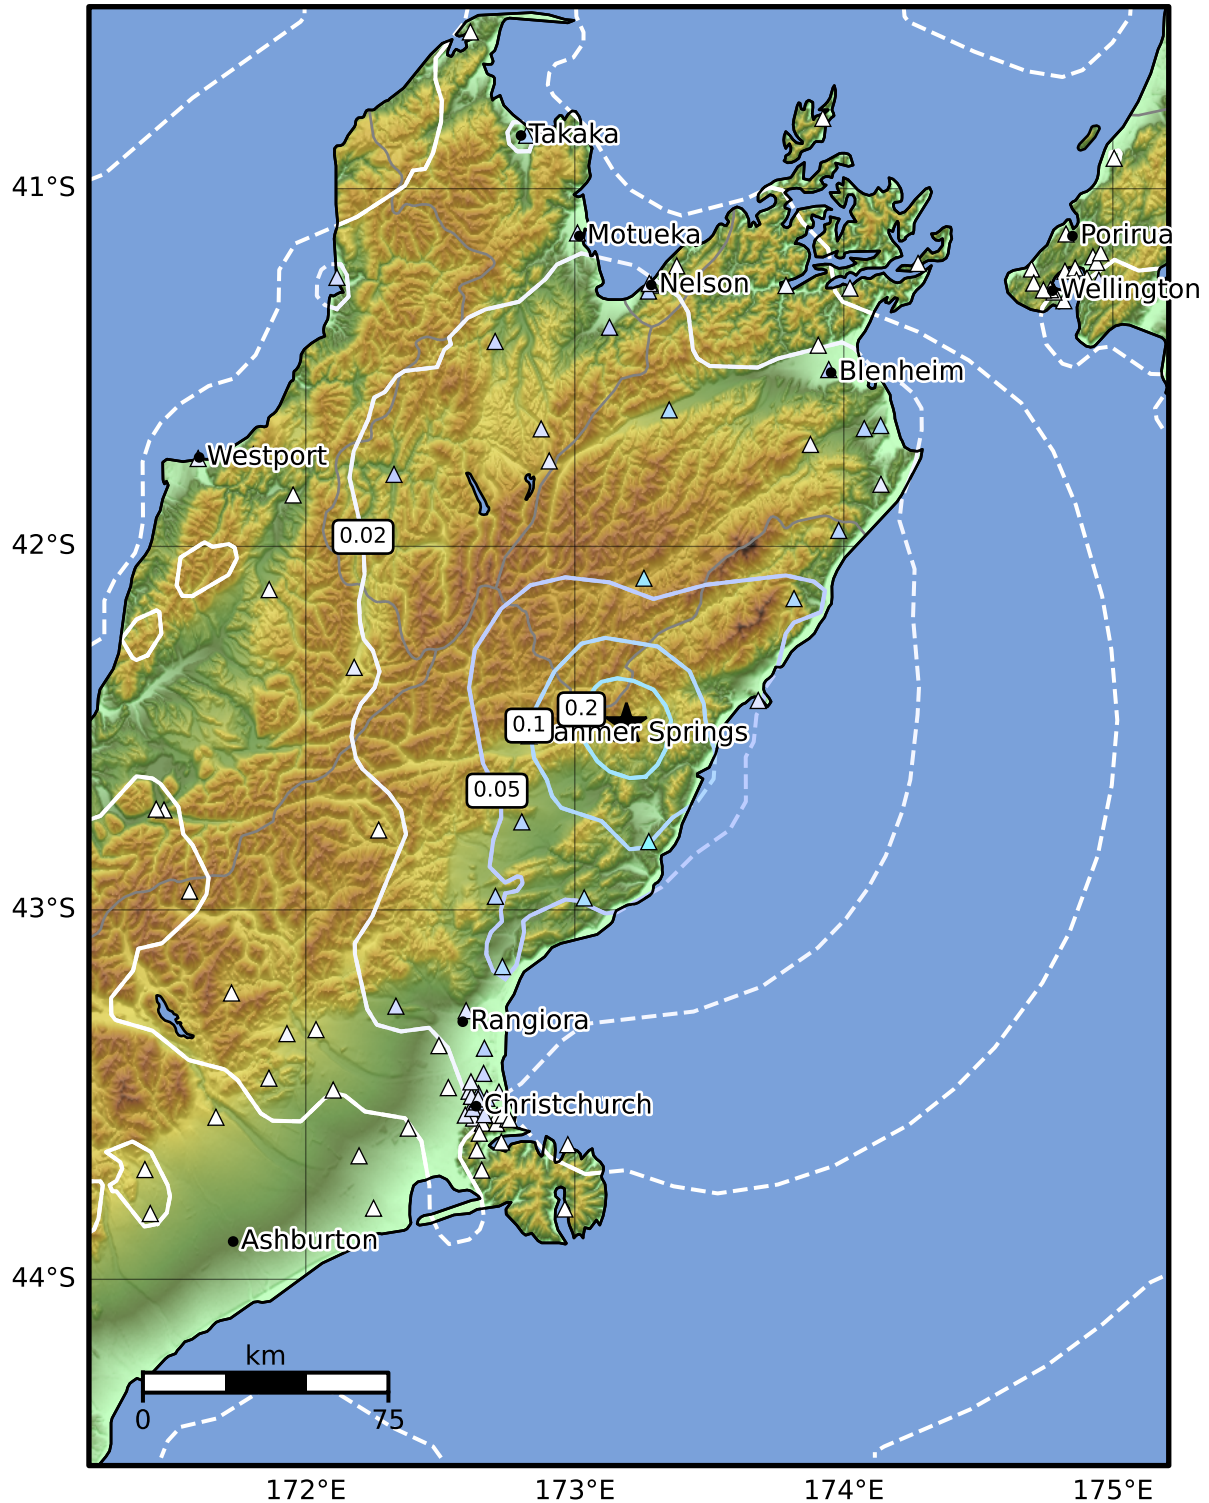 Takaka
41°S
Motueka
Porirua
Nelson
Wellington
Blenheim
Westport
0.02
42°S
0.2
0.1
anmer Springs
0.05
43°S
Rangiora
Christchurch
Ashburton
44°S
km
0
75
172°E
173°E
174°E
175°E